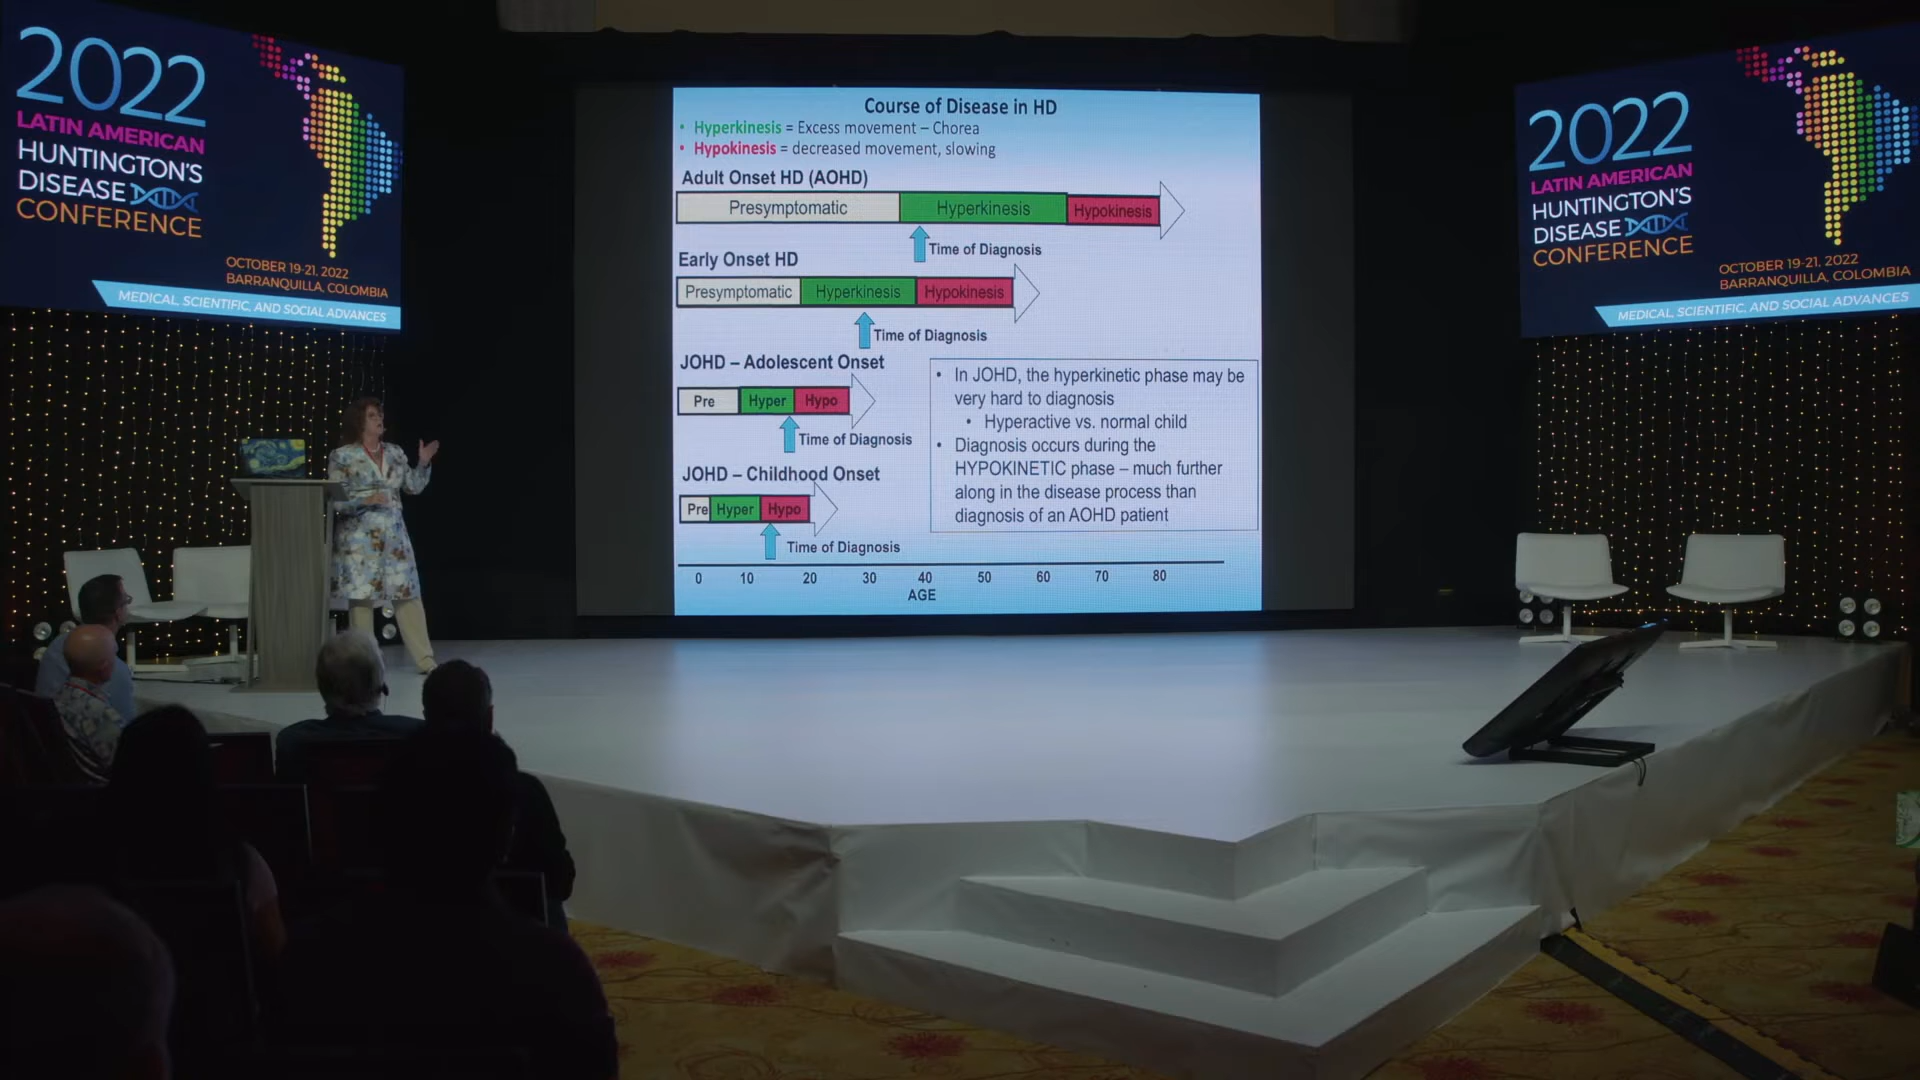 2022
LATIN AMERICAN
HUNTINGTON'S
DISEASE
CONFERENCE
OCTOBER 19-21, 2022
BARRANQUILLA, COLOMBIA
MEDICAL, SCIENTIFIC, AND SOCIAL ADVANCES
Course of Disease in HD
• Hyperkinesis = Excess movement – Chorea
• Hypokinesis = decreased movement, slowing
Adult Onset HD (AOHD)
Presymptomatic Hyperkinesis Hypokinesis
Time of Diagnosis
Early Onset HD
Presymptomatic Hyperkinesis Hypokinesis
Time of Diagnosis
JOHD – Adolescent Onset
Pre Hyper Hypo
Time of Diagnosis
JOHD – Childhood Onset
Pre Hyper Hypo
Time of Diagnosis
• In JOHD, the hyperkinetic phase may be
very hard to diagnosis
• Hyperactive vs. normal child
• Diagnosis occurs during the
HYPOKINETIC phase – much further
along in the disease process than
diagnosis of an AOHD patient
0 10 20 30 40 50 60 70 80
AGE
2022
LATIN AMERICAN
HUNTINGTON'S
DISEASE
CONFERENCE
OCTOBER 19-21, 2022
BARRANQUILLA, COLOMBIA
MEDICAL, SCIENTIFIC, AND SOCIAL ADVANCES